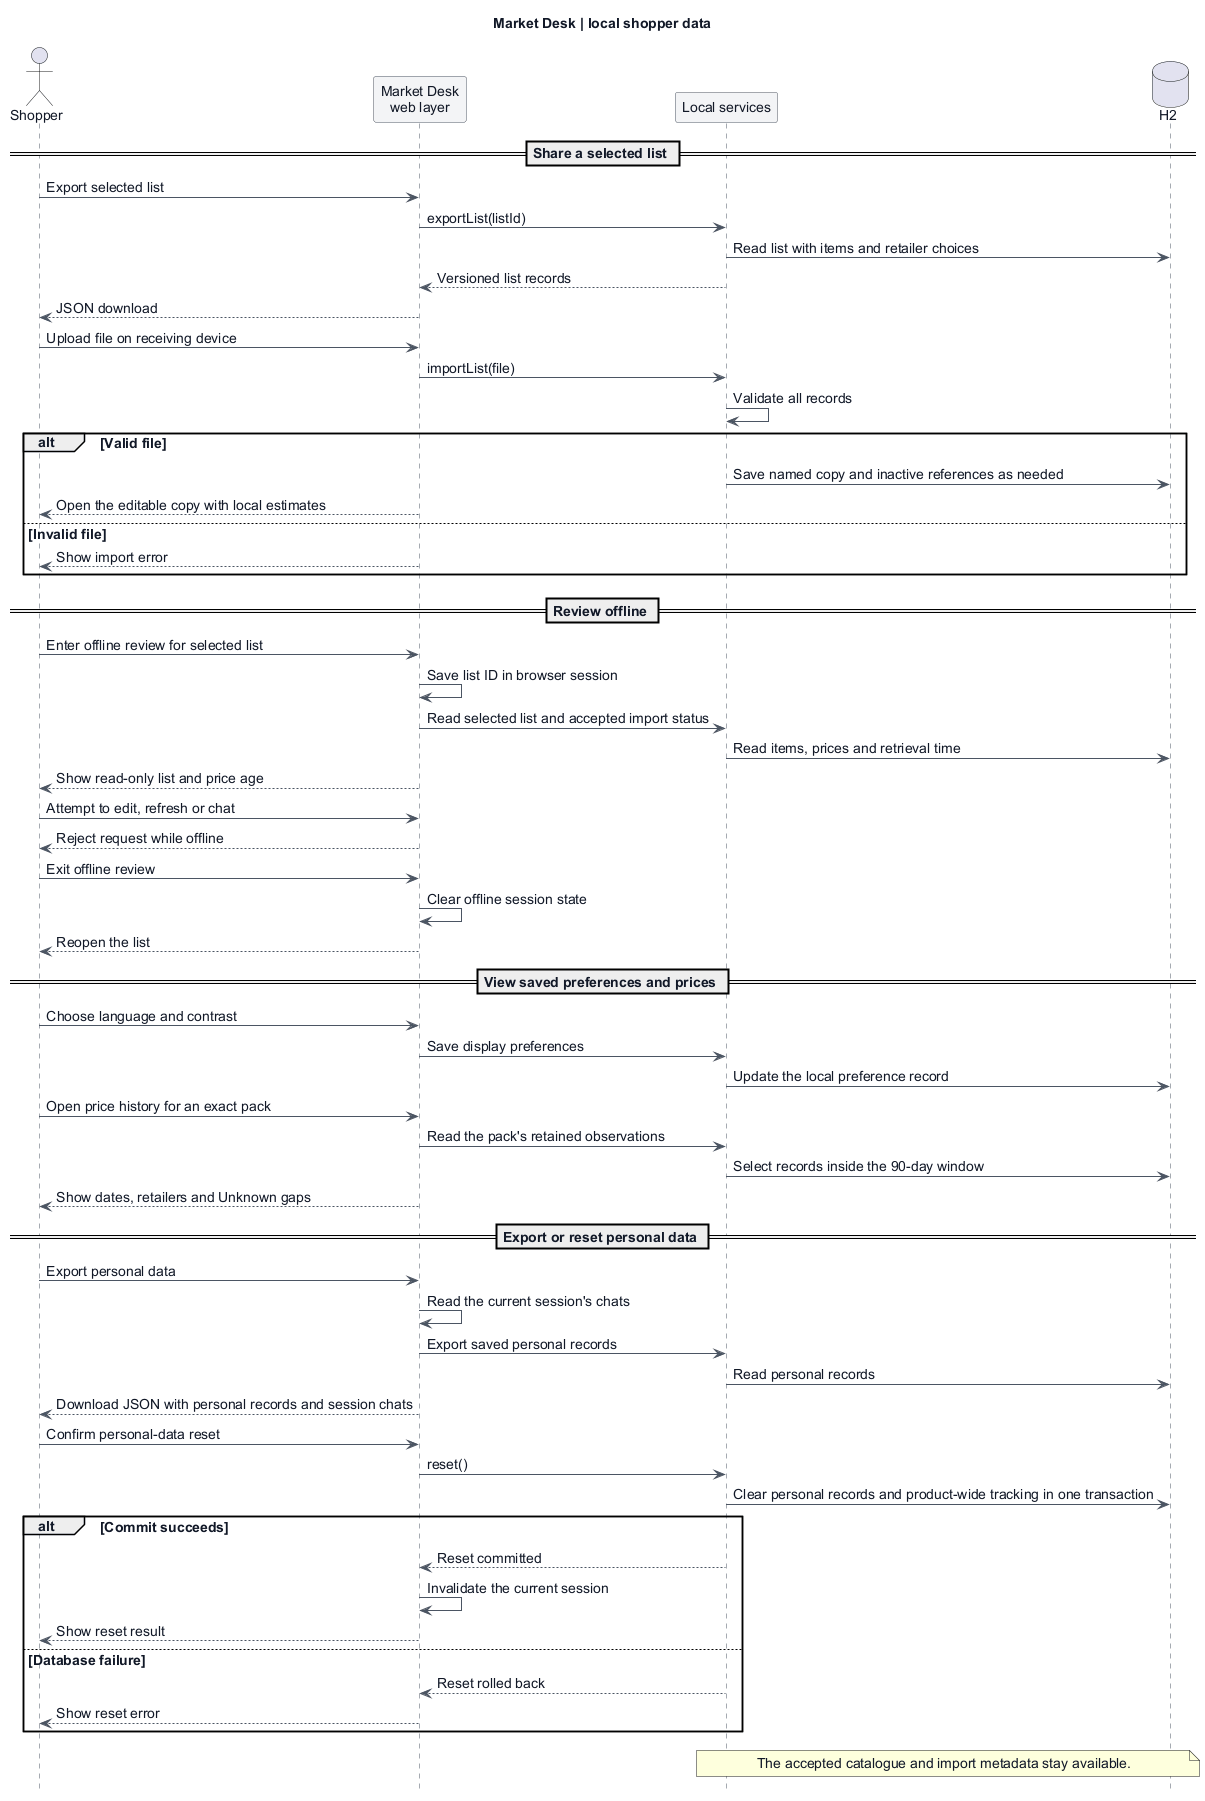 Market Desk | local shopper data
Shopper
Market Desk
web layer
Local services
H2
Share a selected list
Export selected list
exportList(listId)
Read list with items and retailer choices
Versioned list records
JSON download
Upload file on receiving device
importList(file)
Validate all records
alt [Valid file]
Save named copy and inactive references as needed
Open the editable copy with local estimates
[Invalid file]
Show import error
Review offline
Enter offline review for selected list
Save list ID in browser session
Read selected list and accepted import status
Read items, prices and retrieval time
Show read-only list and price age
Attempt to edit, refresh or chat
Reject request while offline
Exit offline review
Clear offline session state
Reopen the list
View saved preferences and prices
Choose language and contrast
Save display preferences
Update the local preference record
Open price history for an exact pack
Read the pack's retained observations
Select records inside the 90-day window
Show dates, retailers and Unknown gaps
Export or reset personal data
Export personal data
Read the current session's chats
Export saved personal records
Read personal records
Download JSON with personal records and session chats
Confirm personal-data reset
reset()
Clear personal records and product-wide tracking in one transaction
alt [Commit succeeds]
Reset committed
Invalidate the current session
Show reset result
[Database failure]
Reset rolled back
Show reset error
The accepted catalogue and import metadata stay available.